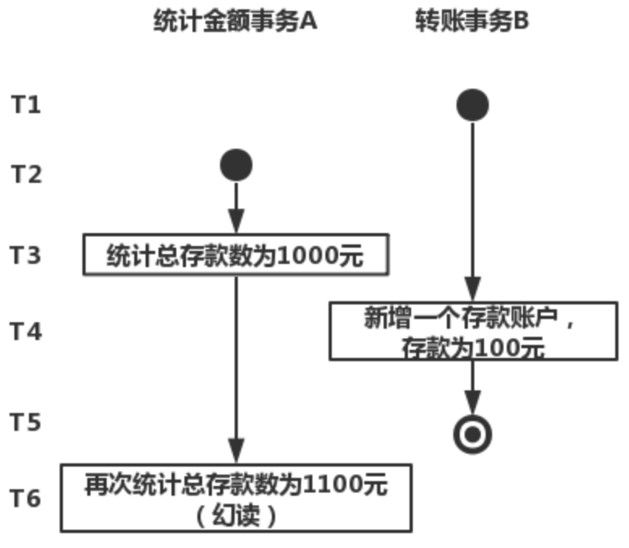 统计金额事务A 转账事务B
T1
T2
T3 统计总存款数为1000元
新增一个存款账户，
T4
存款为100元
T5
再次统计总存款数为1100元
T6
（幻读）